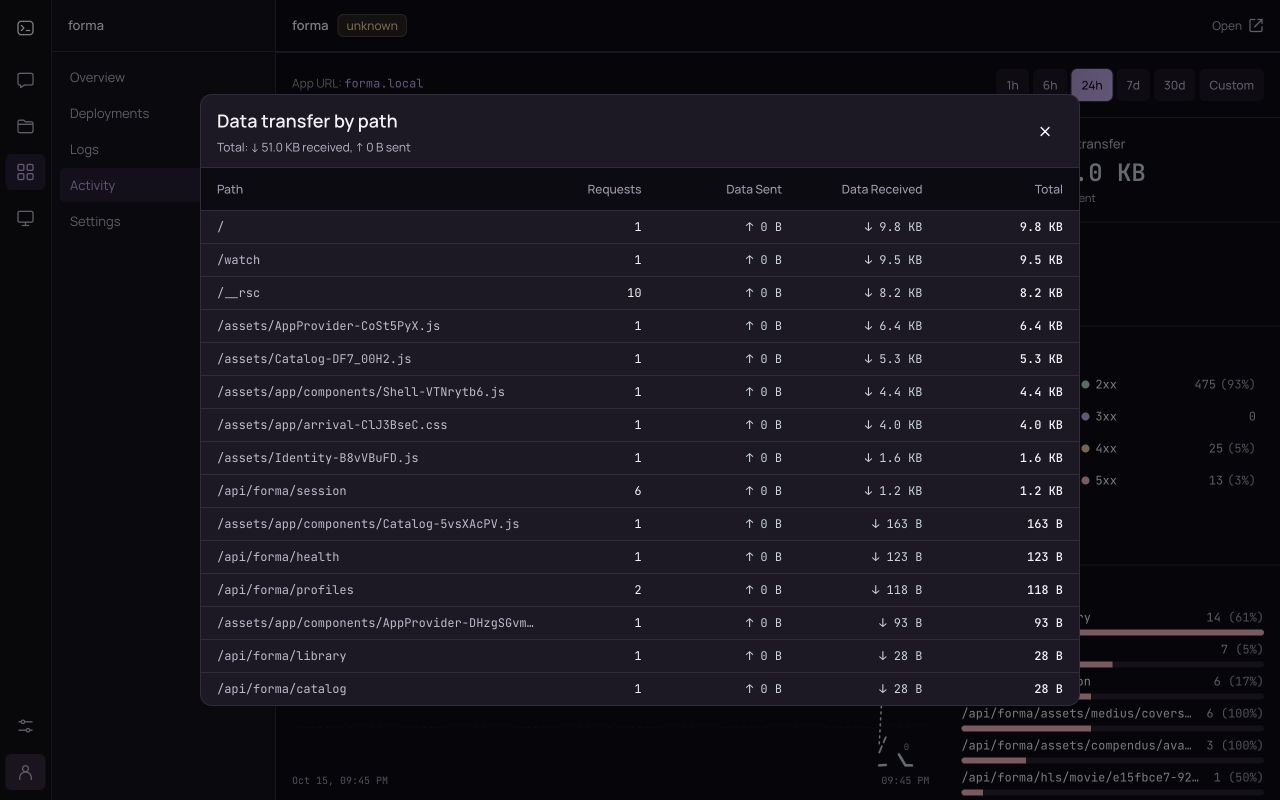 forma
forma unknown
Open
Overview
Deployments
Logs
Activity
Settings
App URL: forma.local
1h 6h 24h 7d 30d Custom
Data transfer by path
Total: ↓ 51.0 KB received, ↑ 0 B sent
Path Requests Data Sent Data Received Total
/ 1 ↑ 0 B ↓ 9.8 KB 9.8 KB
/watch 1 ↑ 0 B ↓ 9.5 KB 9.5 KB
/__rsc 10 ↑ 0 B ↓ 8.2 KB 8.2 KB
/assets/AppProvider-CoSt5PyX.js 1 ↑ 0 B ↓ 6.4 KB 6.4 KB
/assets/Catalog-DF7_00H2.js 1 ↑ 0 B ↓ 5.3 KB 5.3 KB
/assets/app/components/Shell-VTNrytb6.js 1 ↑ 0 B ↓ 4.4 KB 4.4 KB
/assets/app/arrival-ClJ3BseC.css 1 ↑ 0 B ↓ 4.0 KB 4.0 KB
/assets/Identity-B8vVBuFD.js 1 ↑ 0 B ↓ 1.6 KB 1.6 KB
/api/forma/session 6 ↑ 0 B ↓ 1.2 KB 1.2 KB
/assets/app/components/Catalog-5vsXAcPV.js 1 ↑ 0 B ↓ 163 B 163 B
/api/forma/health 1 ↑ 0 B ↓ 123 B 123 B
/api/forma/profiles 2 ↑ 0 B ↓ 118 B 118 B
/assets/app/components/AppProvider-DHzgSGvm… 1 ↑ 0 B ↓ 93 B 93 B
/api/forma/library 1 ↑ 0 B ↓ 28 B 28 B
/api/forma/catalog 1 ↑ 0 B ↓ 28 B 28 B
ransfer
.0 KB
ent
2xx 475 (93%)
3xx 0
4xx 25 (5%)
5xx 13 (3%)
ry 14 (61%)
7 (5%)
on 6 (17%)
/api/forma/assets/medius/covers… 6 (100%)
/api/forma/assets/compendus/ava… 3 (100%)
/api/forma/hls/movie/e15fbce7-92… 1 (50%)
0
Oct 15, 09:45 PM 09:45 PM